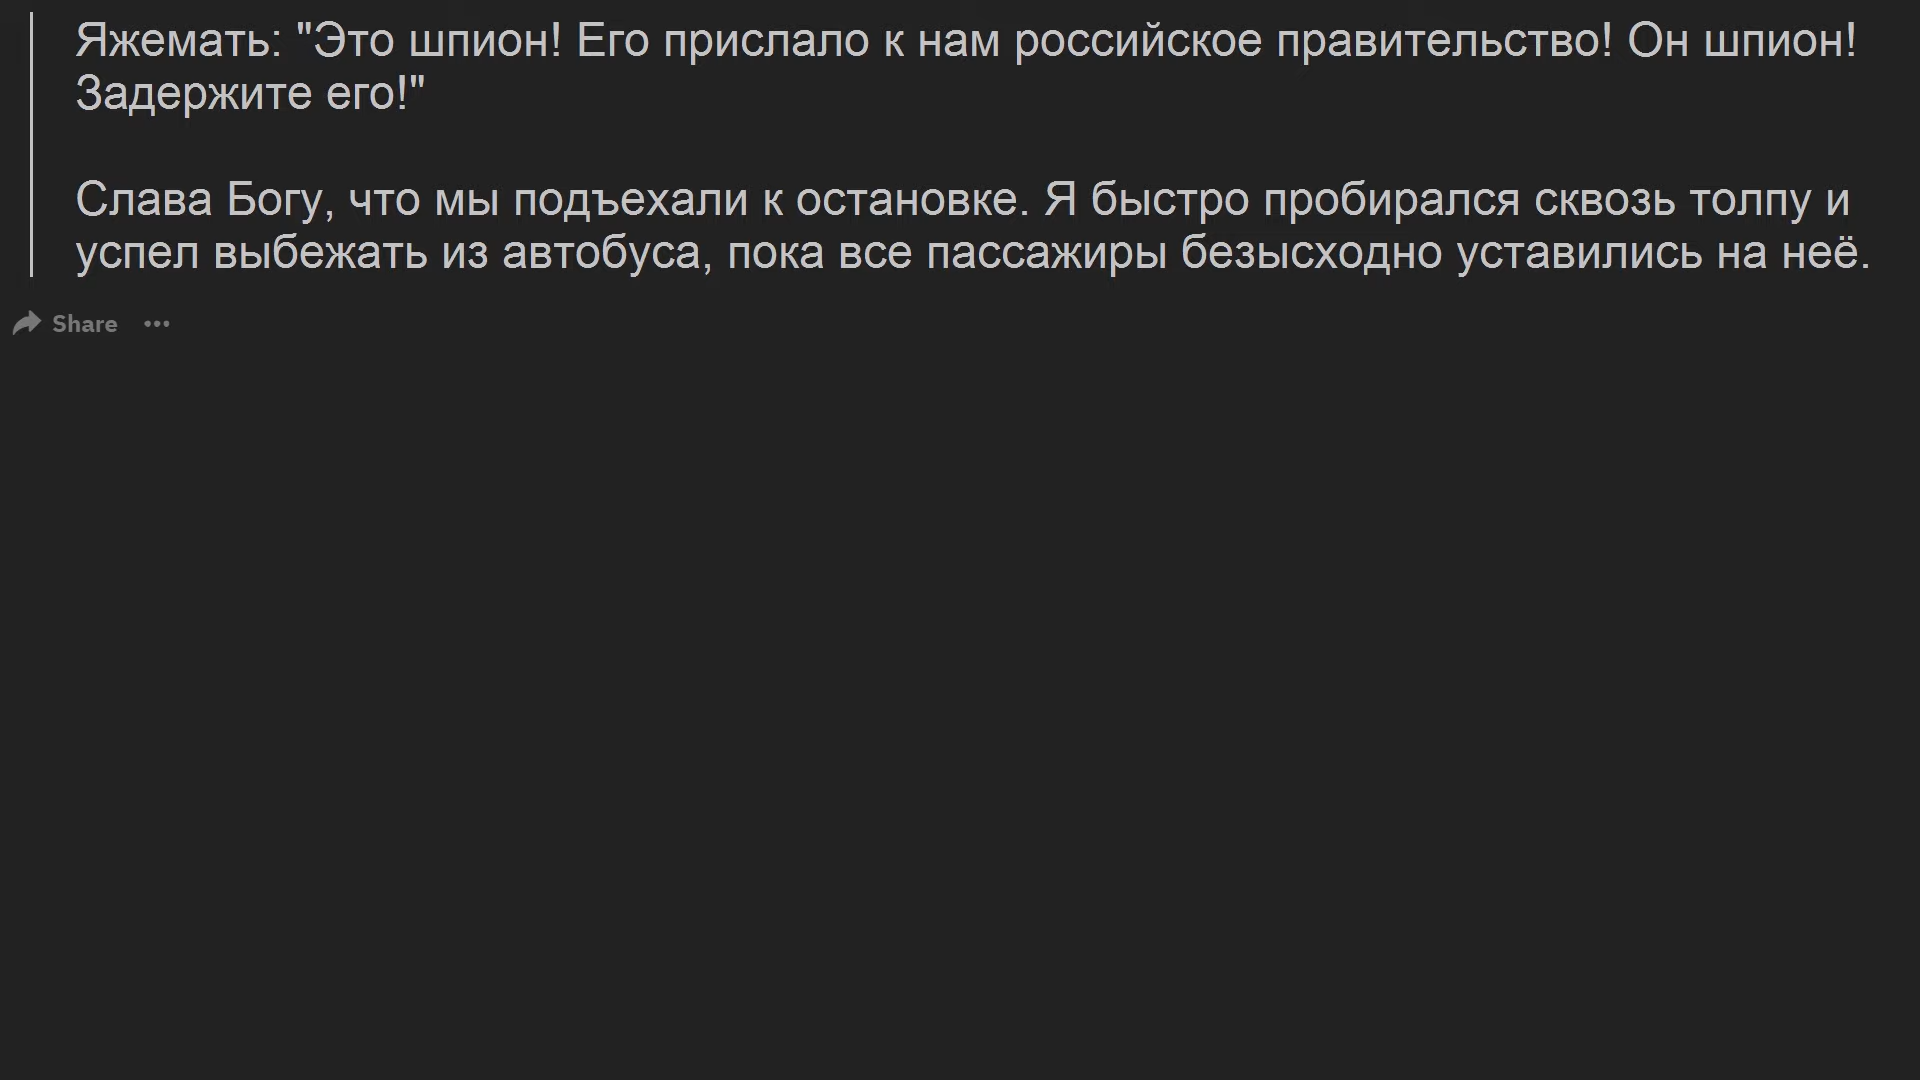 Яжемать: "Это шпион! Его прислало к нам российское правительство! Он шпион!
Задержите его!"
Слава Богу, что мы подъехали к остановке. Я быстро пробирался сквозь толпу и
успел выбежать из автобуса, пока все пассажиры безысходно уставились на неё.
Share ...